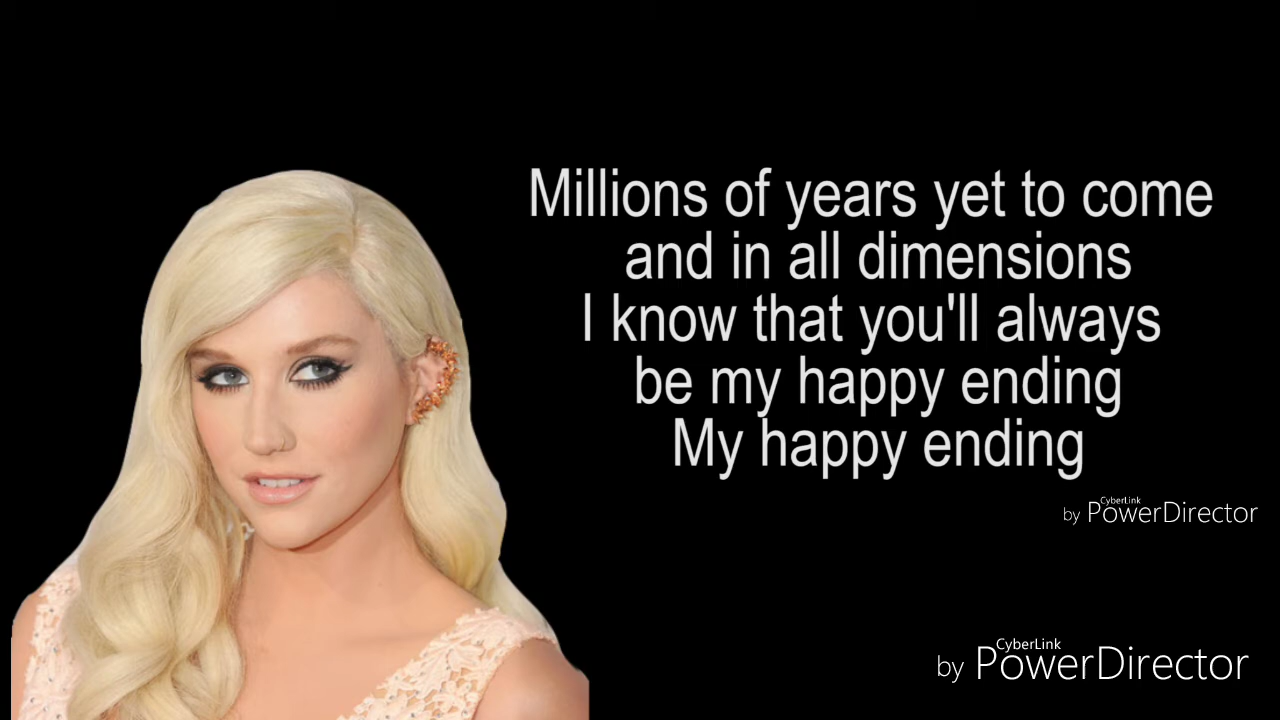 Millions of years yet to come
and in all dimensions
I know that you'll always
be my happy ending
My happy ending
CyberLink
by PowerDirector
CyberLink
by PowerDirector